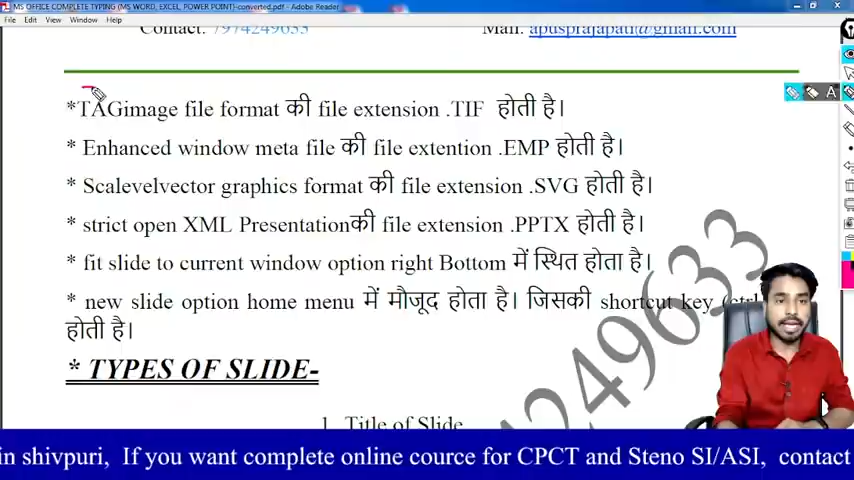 MS OFFICE COMPLETE TYPING (MS WORD, EXCEL, POWER POINT)-converted.pdf - Adobe Reader
File Edit View Window Help
Contact: 7974249633 Mail: apusprajapati@gmail.com
*TAGimage file format की file extension .TIF होती है।
* Enhanced window meta file की file extention .EMP होती है।
* Scalevelvector graphics format की file extension .SVG होती है।
* strict open XML Presentationकी file extension .PPTX होती है।
* fit slide to current window option right Bottom में स्थित होता है।
* new slide option home menu में मौजूद होता है। जिसकी shortcut key (ctrl
होती है।
* TYPES OF SLIDE-
1. Title of Slide
4249633
in shivpuri, If you want complete online cource for CPCT and Steno SI/ASI, contact